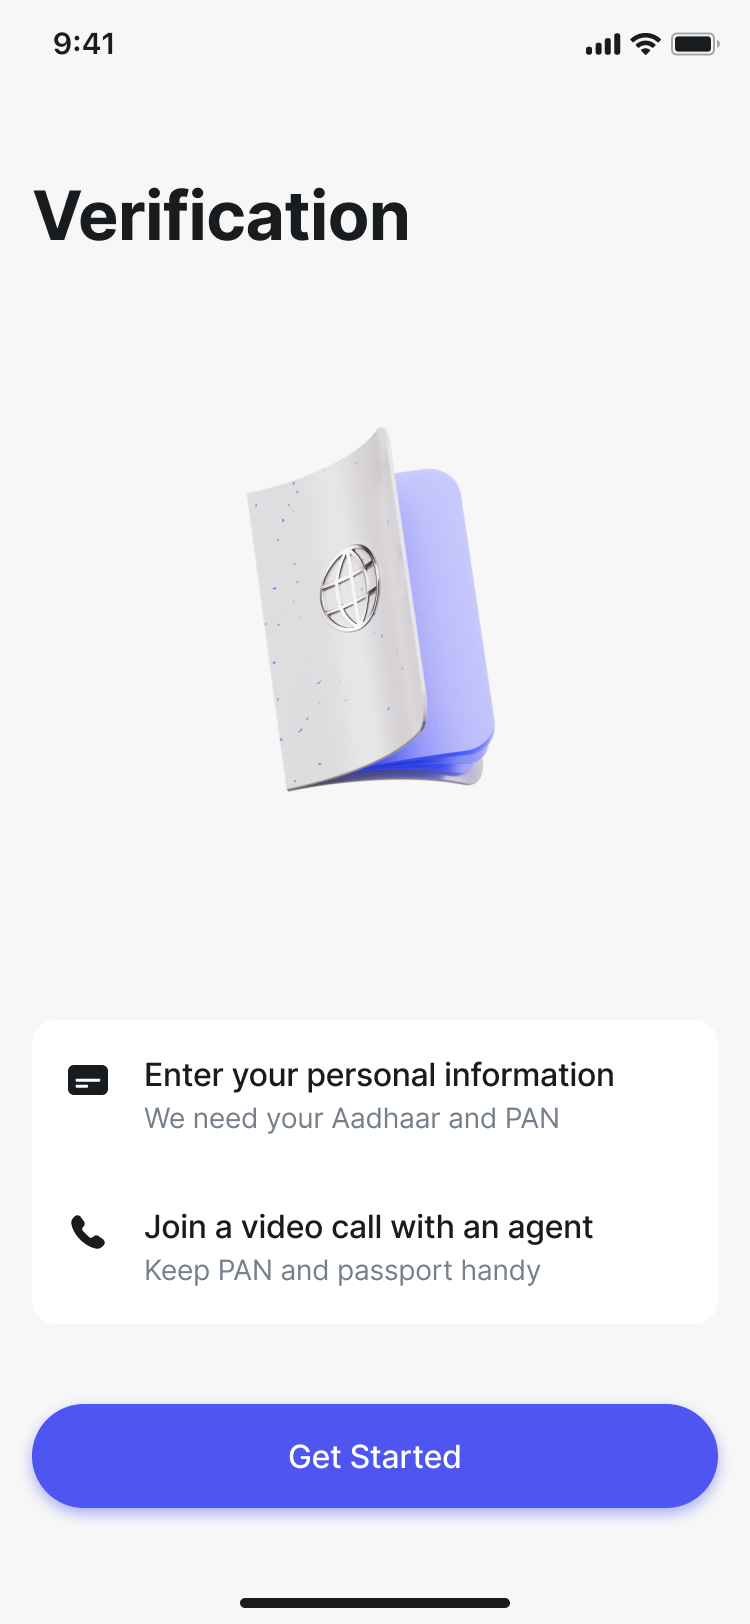 9:41
Verification
Enter your personal information
We need your Aadhaar and PAN
Join a video call with an agent
Keep PAN and passport handy
Get Started